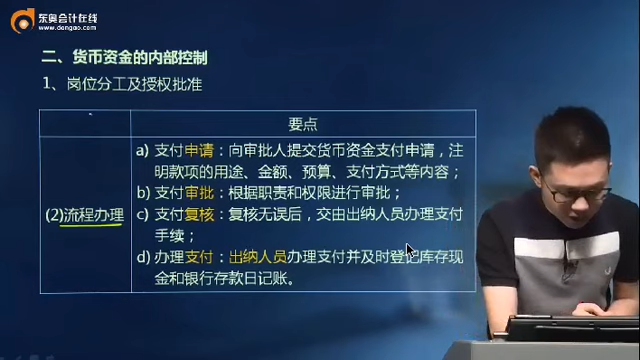 东奥会计在线
www.dongao.com
二、货币资金的内部控制
1、岗位分工及授权批准
要点
(2)流程办理
a) 支付申请：向审批人提交货币资金支付申请，注
明款项的用途、金额、预算、支付方式等内容；
b) 支付审批：根据职责和权限进行审批；
c) 支付复核：复核无误后，交由出纳人员办理支付
手续；
d) 办理支付：出纳人员办理支付并及时登记库存现
金和银行存款日记账。